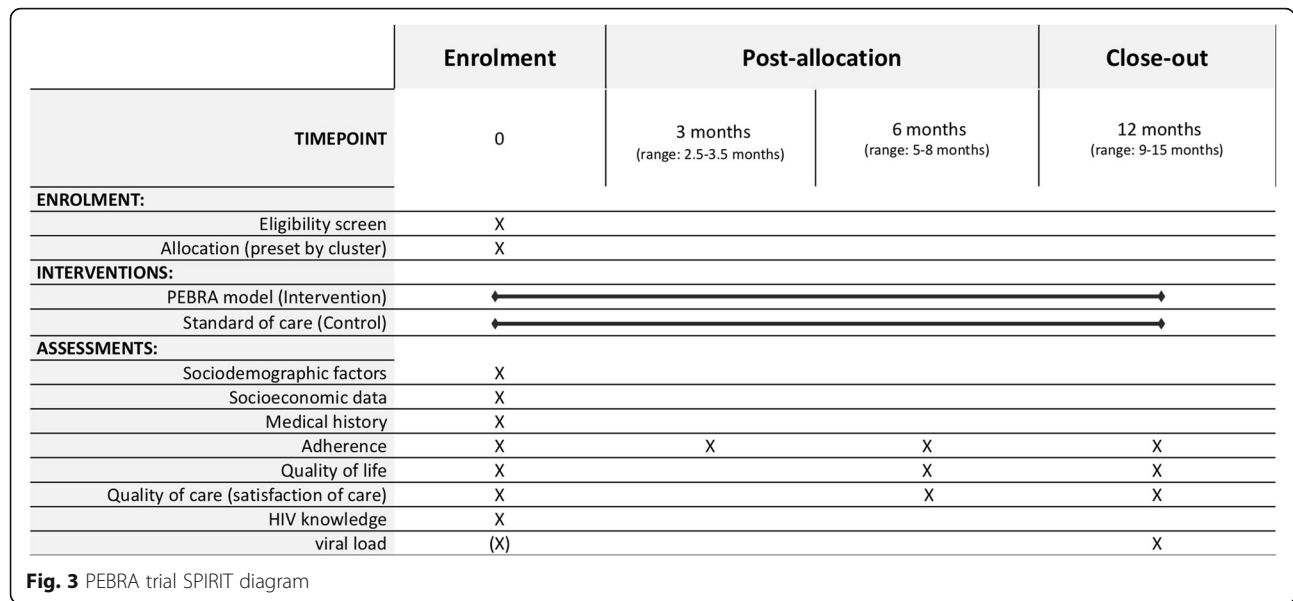 Enrolment Post-allocation Close-out
TIMEPOINT 0 3 months 6 months 12 months
(range: 2.5-3.5 months) (range: 5-8 months) (range: 9-15 months)
ENROLMENT:
Eligibility screen X
Allocation (preset by cluster) X
INTERVENTIONS:
PEBRA model (Intervention)
Standard of care (Control)
ASSESSMENTS:
Sociodemographic factors X
Socioeconomic data X
Medical history X
Adherence X X X X
Quality of life X X X
Quality of care (satisfaction of care) X X X
HIV knowledge X
viral load (X) X
Fig. 3 PEBRA trial SPIRIT diagram